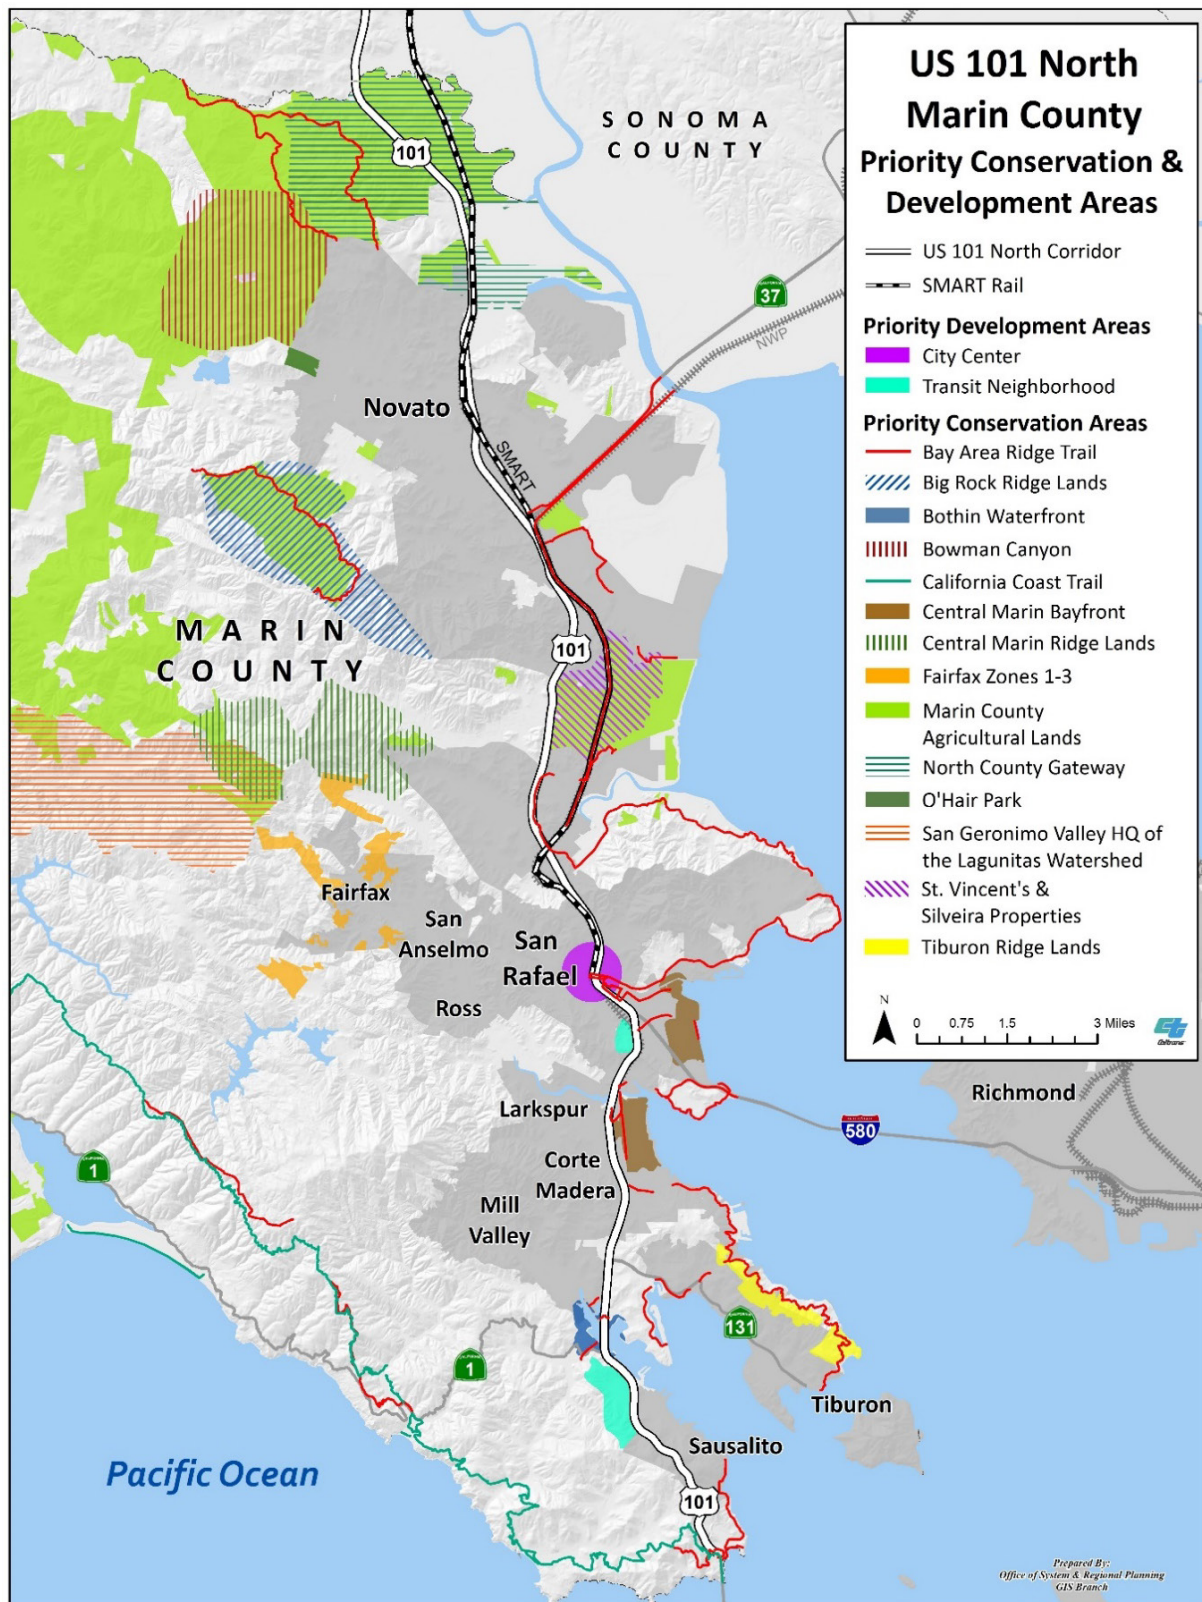 US 101 North
Marin County
Priority Conservation &
Development Areas
US 101 North Corridor
SMART Rail
Priority Development Areas
City Center
Transit Neighborhood
Priority Conservation Areas
Bay Area Ridge Trail
Big Rock Ridge Lands
Bothin Waterfront
Bowman Canyon
California Coast Trail
Central Marin Bayfront
Central Marin Ridge Lands
Fairfax Zones 1-3
Marin County
Agricultural Lands
North County Gateway
O'Hair Park
San Geronimo Valley HQ of
the Lagunitas Watershed
St. Vincent's &
Silveira Properties
Tiburon Ridge Lands
N
0 0.75 1.5 3 Miles
ct
Caltrans
SONOMA
COUNTY
101
CALIFORNIA
37
NWP
Novato
SMART
MARIN
COUNTY
101
Fairfax
San
Anselmo
San
Rafael
Ross
Richmond
Larkspur
580
Corte
Madera
CALIFORNIA
1
Mill
Valley
CALIFORNIA
131
CALIFORNIA
1
Tiburon
Sausalito
Pacific Ocean
101
Prepared By:
Office of System & Regional Planning
GIS Branch